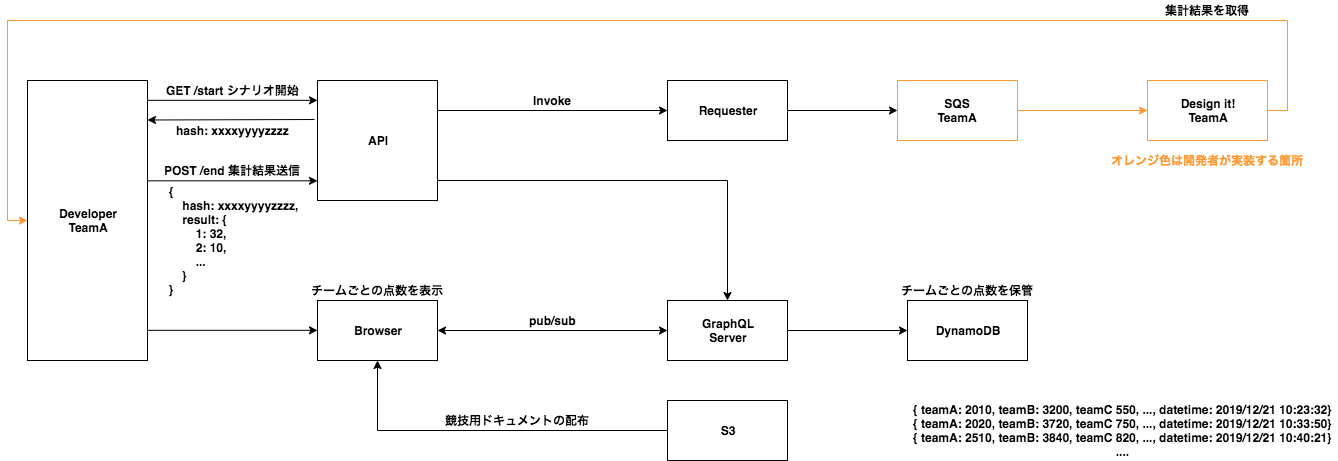 集計結果を取得
GET /start シナリオ開始
hash: xxxxyyyyzzzz
API
Invoke
Requester
SQS
TeamA
Design it!
TeamA
オレンジ色は開発者が実装する箇所
POST /end 集計結果送信
{
hash: xxxxyyyyzzzz,
result: {
1: 32,
2: 10,
...
}
}
Developer
TeamA
チームごとの点数を表示
Browser
pub/sub
GraphQL
Server
チームごとの点数を保管
DynamoDB
競技用ドキュメントの配布
S3
{ teamA: 2010, teamB: 3200, teamC 550, ..., datetime: 2019/12/21 10:23:32}
{ teamA: 2020, teamB: 3720, teamC 750, ..., datetime: 2019/12/21 10:33:50}
{ teamA: 2510, teamB: 3840, teamC 820, ..., datetime: 2019/12/21 10:40:21}
....